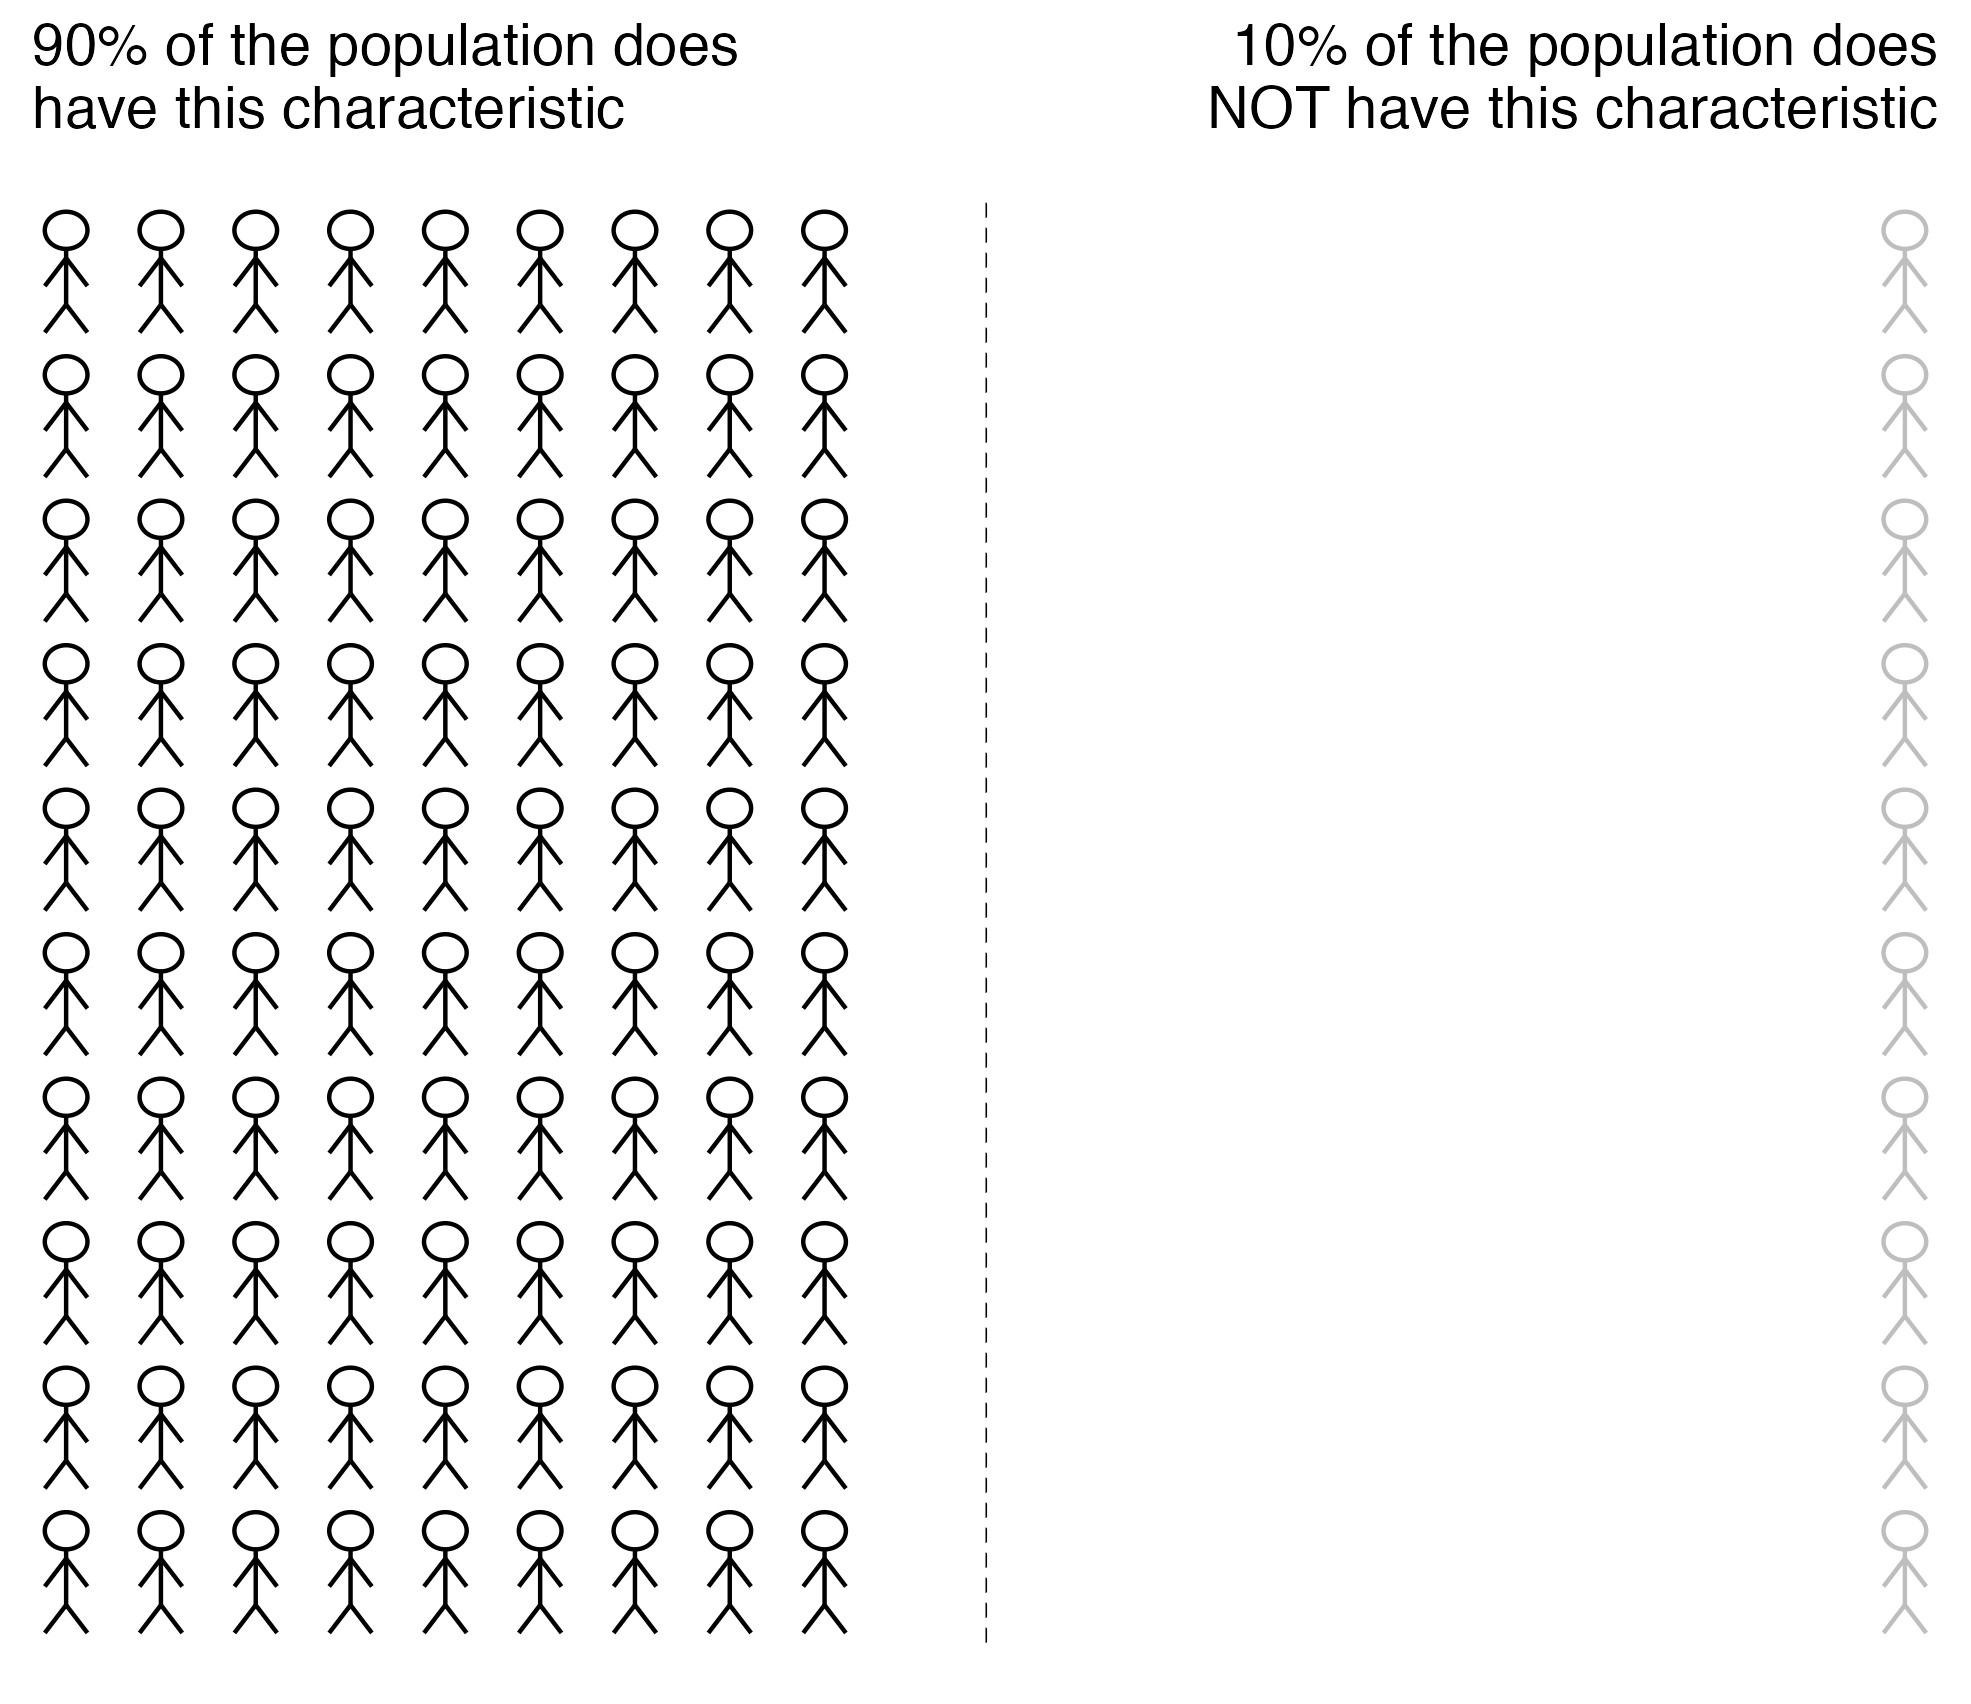 90% of the population does
have this characteristic
10% of the population does
NOT have this characteristic